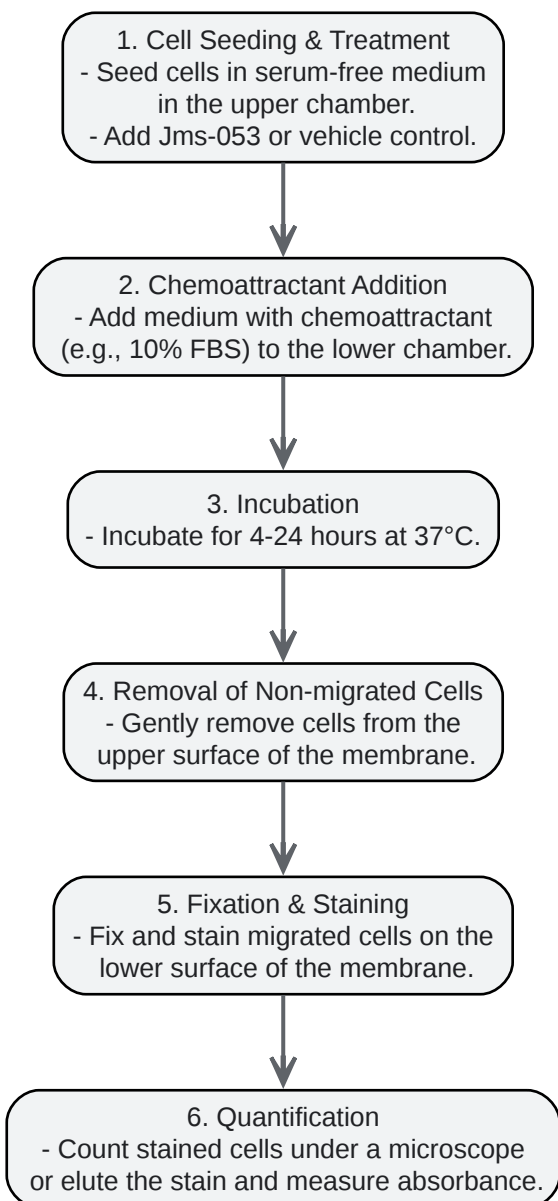 1. Cell Seeding & Treatment
- Seed cells in serum-free medium
in the upper chamber.
- Add Jms-053 or vehicle control.
2. Chemoattractant Addition
- Add medium with chemoattractant
(e.g., 10% FBS) to the lower chamber.
3. Incubation
- Incubate for 4-24 hours at 37°C.
4. Removal of Non-migrated Cells
- Gently remove cells from the
upper surface of the membrane.
5. Fixation & Staining
- Fix and stain migrated cells on the
lower surface of the membrane.
6. Quantification
- Count stained cells under a microscope
or elute the stain and measure absorbance.